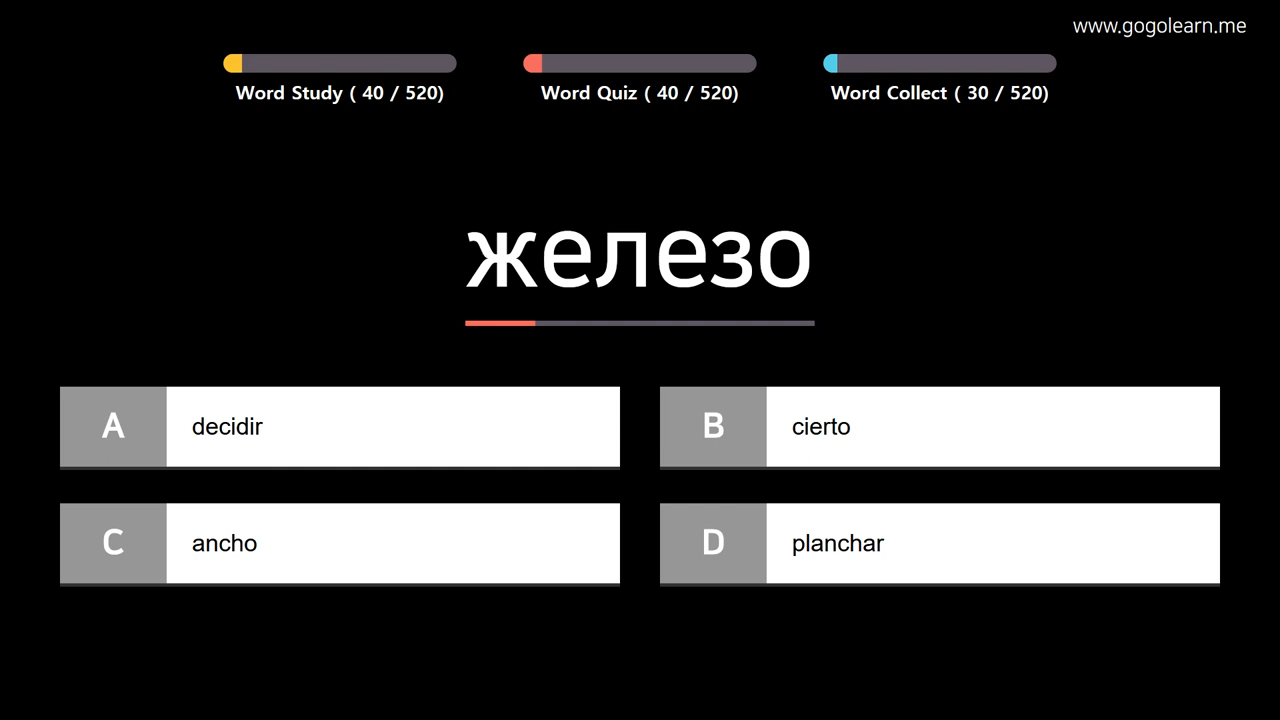 www.gogolearn.me
Word Study ( 40 / 520)
Word Quiz ( 40 / 520)
Word Collect ( 30 / 520)
железо
A decidir
B cierto
C ancho
D planchar